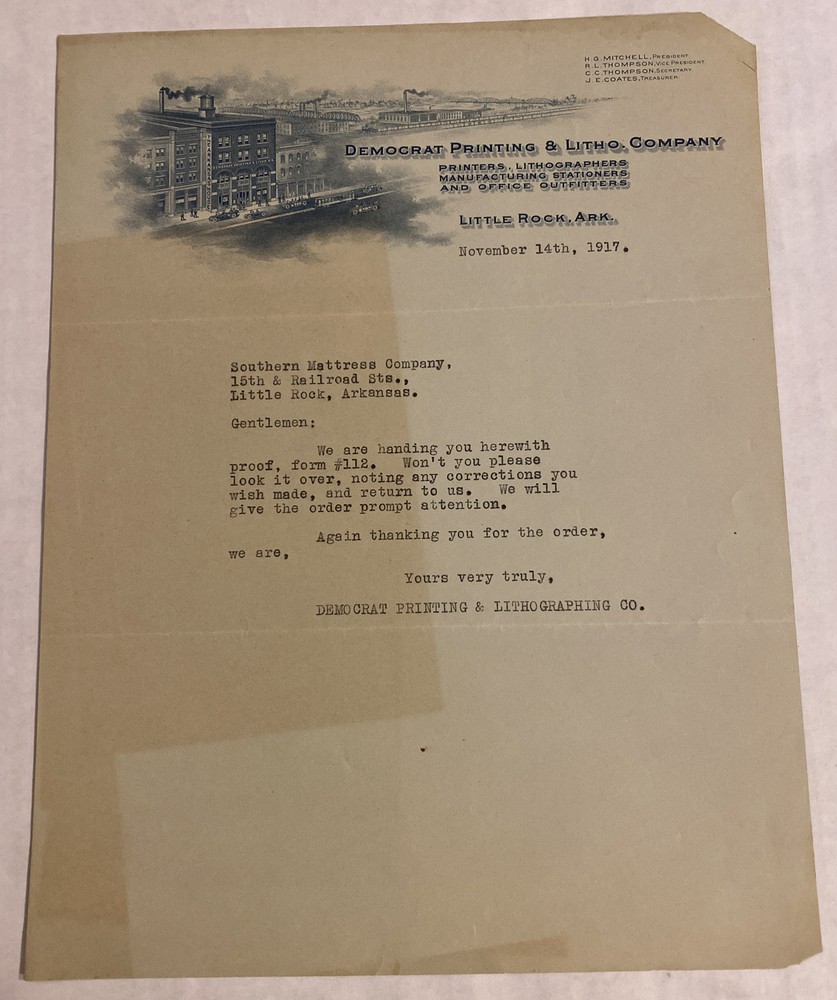 H. G. MITCHELL, PRESIDENT
R. L. THOMPSON, VICE PRESIDENT
C. C. THOMPSON, SECRETARY
J. E. COATES, TREASURER
DEMOCRAT PRINTING & LITHO. COMPANY
PRINTERS, LITHOGRAPHERS
MANUFACTURING STATIONERS
AND OFFICE OUTFITTERS
LITTLE ROCK, ARK.
November 14th, 1917.
Southern Mattress Company,
15th & Railroad Sts.,
Little Rock, Arkansas.
Gentlemen:
We are handing you herewith
proof, form #112. Won't you please
look it over, noting any corrections you
wish made, and return to us. We will
give the order prompt attention.
Again thanking you for the order,
we are,
Yours very truly,
DEMOCRAT PRINTING & LITHOGRAPHING CO.